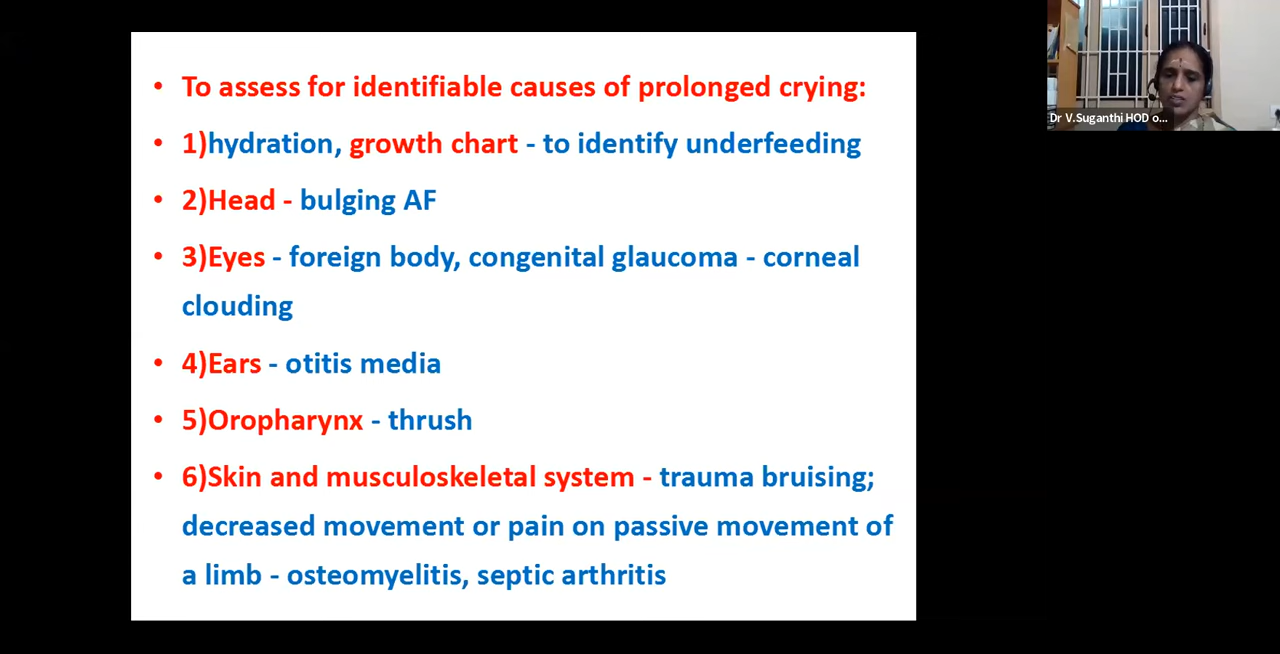 • To assess for identifiable causes of prolonged crying:
• 1)hydration, growth chart - to identify underfeeding
• 2)Head - bulging AF
• 3)Eyes - foreign body, congenital glaucoma - corneal
clouding
• 4)Ears - otitis media
• 5)Oropharynx - thrush
• 6)Skin and musculoskeletal system - trauma bruising;
decreased movement or pain on passive movement of
a limb - osteomyelitis, septic arthritis
Dr V.Suganthi HOD o...